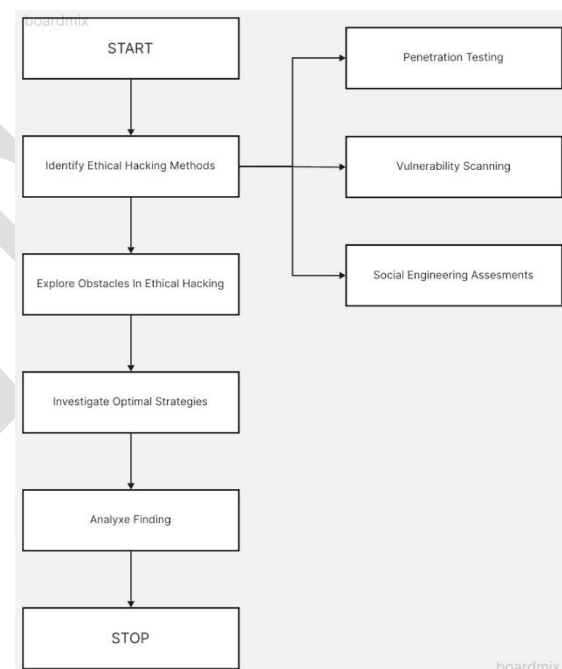 boardmix
START
Penetration Testing
Identify Ethical Hacking Methods
Vulnerability Scanning
Explore Obstacles In Ethical Hacking
Social Engineering Assesments
Investigate Optimal Strategies
Analyxe Finding
STOP
boardmix